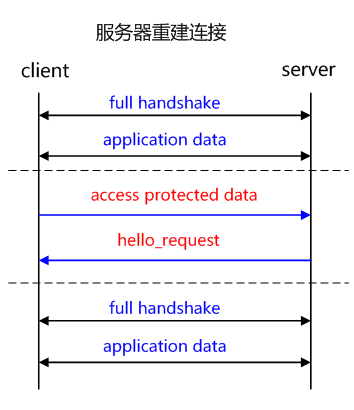 服务器重建连接
client
server
full handshake
application data
access protected data
hello_request
full handshake
application data